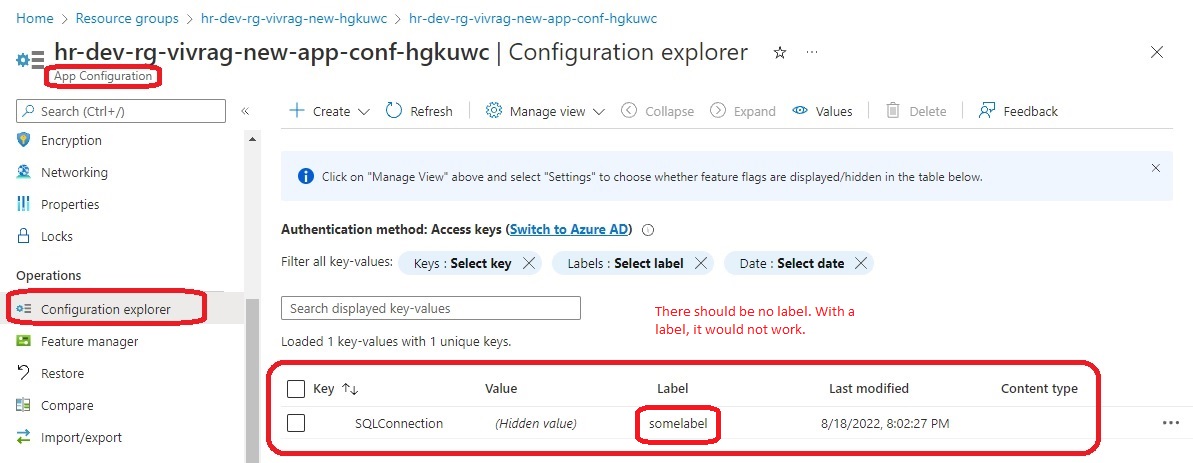 Home > Resource groups > hr-dev-rg-vivrag-new-hgkuwc > hr-dev-rg-vivrag-new-app-conf-hgkuwc
hr-dev-rg-vivrag-new-app-conf-hgkuwc | Configuration explorer
App Configuration
Search (Ctrl+/)
Encryption
Networking
Properties
Locks
Operations
Configuration explorer
Feature manager
Restore
Compare
Import/export
Create Refresh Manage view Collapse Expand Values Delete Feedback
Click on "Manage View" above and select "Settings" to choose whether feature flags are displayed/hidden in the table below.
Authentication method: Access keys (Switch to Azure AD)
Filter all key-values: Keys : Select key Labels : Select label Date : Select date
Search displayed key-values
There should be no label. With a
label, it would not work.
Loaded 1 key-values with 1 unique keys.
Key Value Label Last modified Content type
SQLConnection (Hidden value) somelabel 8/18/2022, 8:02:27 PM